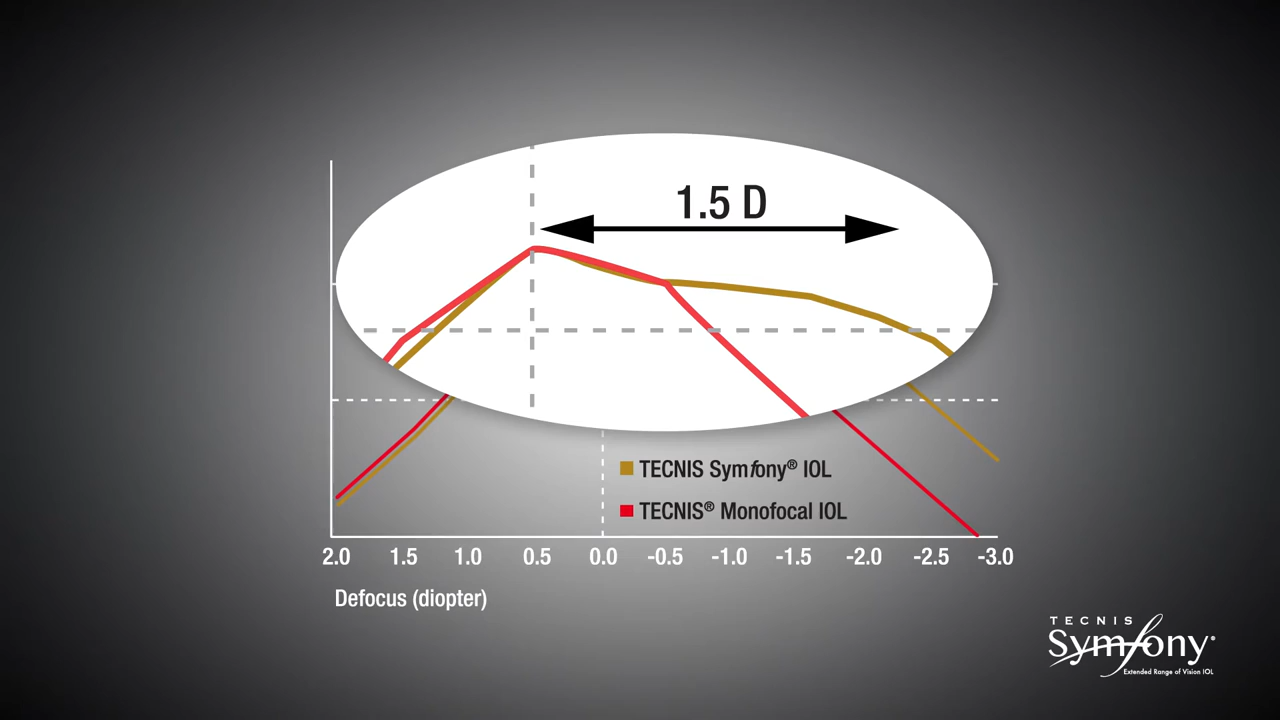 1.5 D
TECNIS Symfony® IOL
TECNIS® Monofocal IOL
2.0 1.5 1.0 0.5 0.0 -0.5 -1.0 -1.5 -2.0 -2.5 -3.0
Defocus (diopter)
TECNIS
Symfony®
Extended Range of Vision IOL